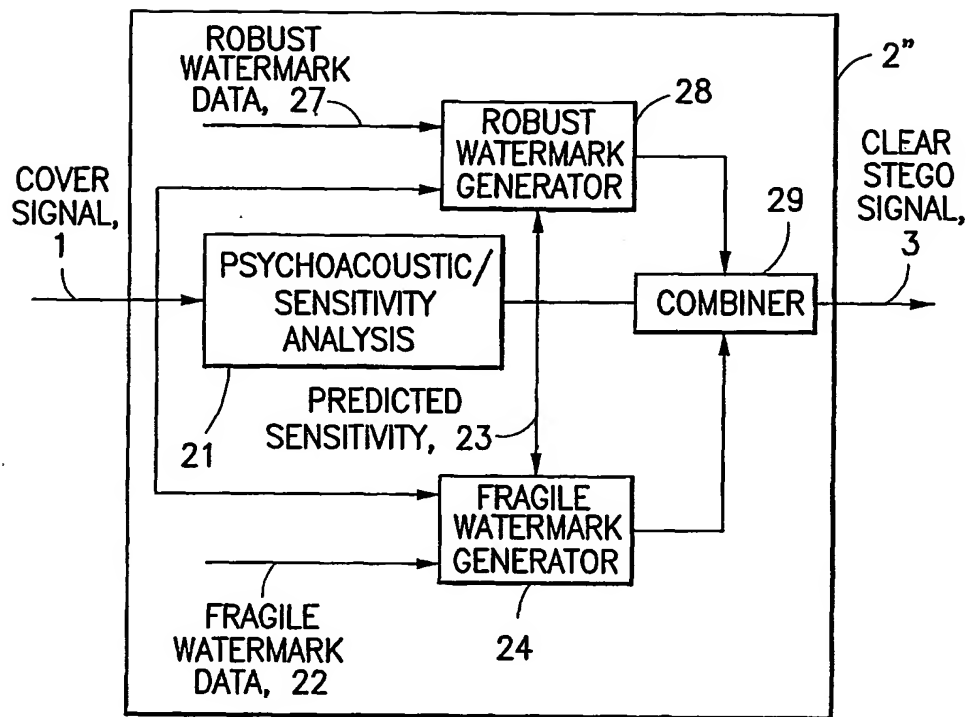 ROBUST
WATERMARK
DATA, 27
2"
28
ROBUST
WATERMARK
GENERATOR
CLEAR
STEGO
SIGNAL,
3
COVER
SIGNAL,
1
29
PSYCHOACOUSTIC/
SENSITIVITY
ANALYSIS
COMBINER
21
PREDICTED
SENSITIVITY, 23
FRAGILE
WATERMARK
GENERATOR
24
FRAGILE
WATERMARK
DATA, 22